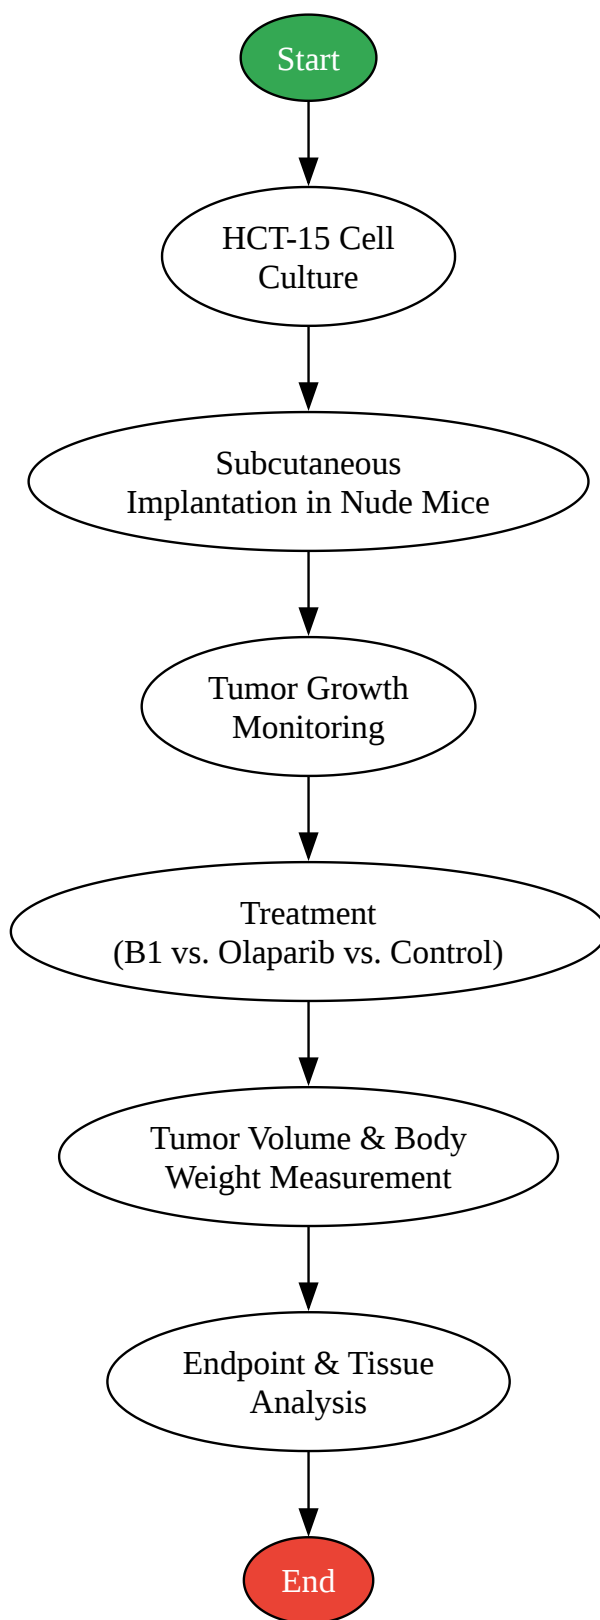 Start
HCT-15 Cell
Culture
Subcutaneous
Implantation in Nude Mice
Tumor Growth
Monitoring
Treatment
(B1 vs. Olaparib vs. Control)
Tumor Volume & Body
Weight Measurement
Endpoint & Tissue
Analysis
End